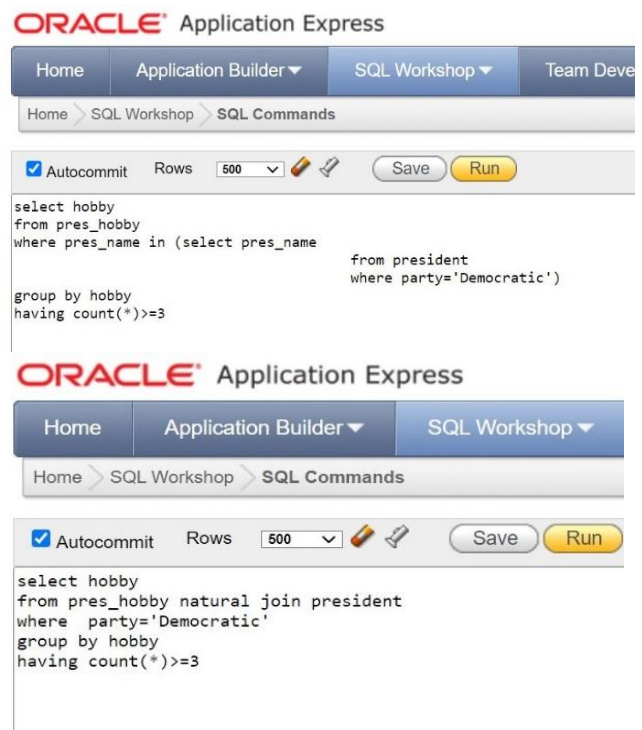 ORACLE Application Express
Home Application Builder SQL Workshop Team Deve
Home SQL Workshop SQL Commands
Autocommit Rows 500 Save Run
select hobby
from pres_hobby
where pres_name in (select pres_name
from president
where party='Democratic')
group by hobby
having count(*)>=3
ORACLE Application Express
Home Application Builder SQL Workshop
Home SQL Workshop SQL Commands
Autocommit Rows 500 Save Run
select hobby
from pres_hobby natural join president
where party='Democratic'
group by hobby
having count(*)>=3